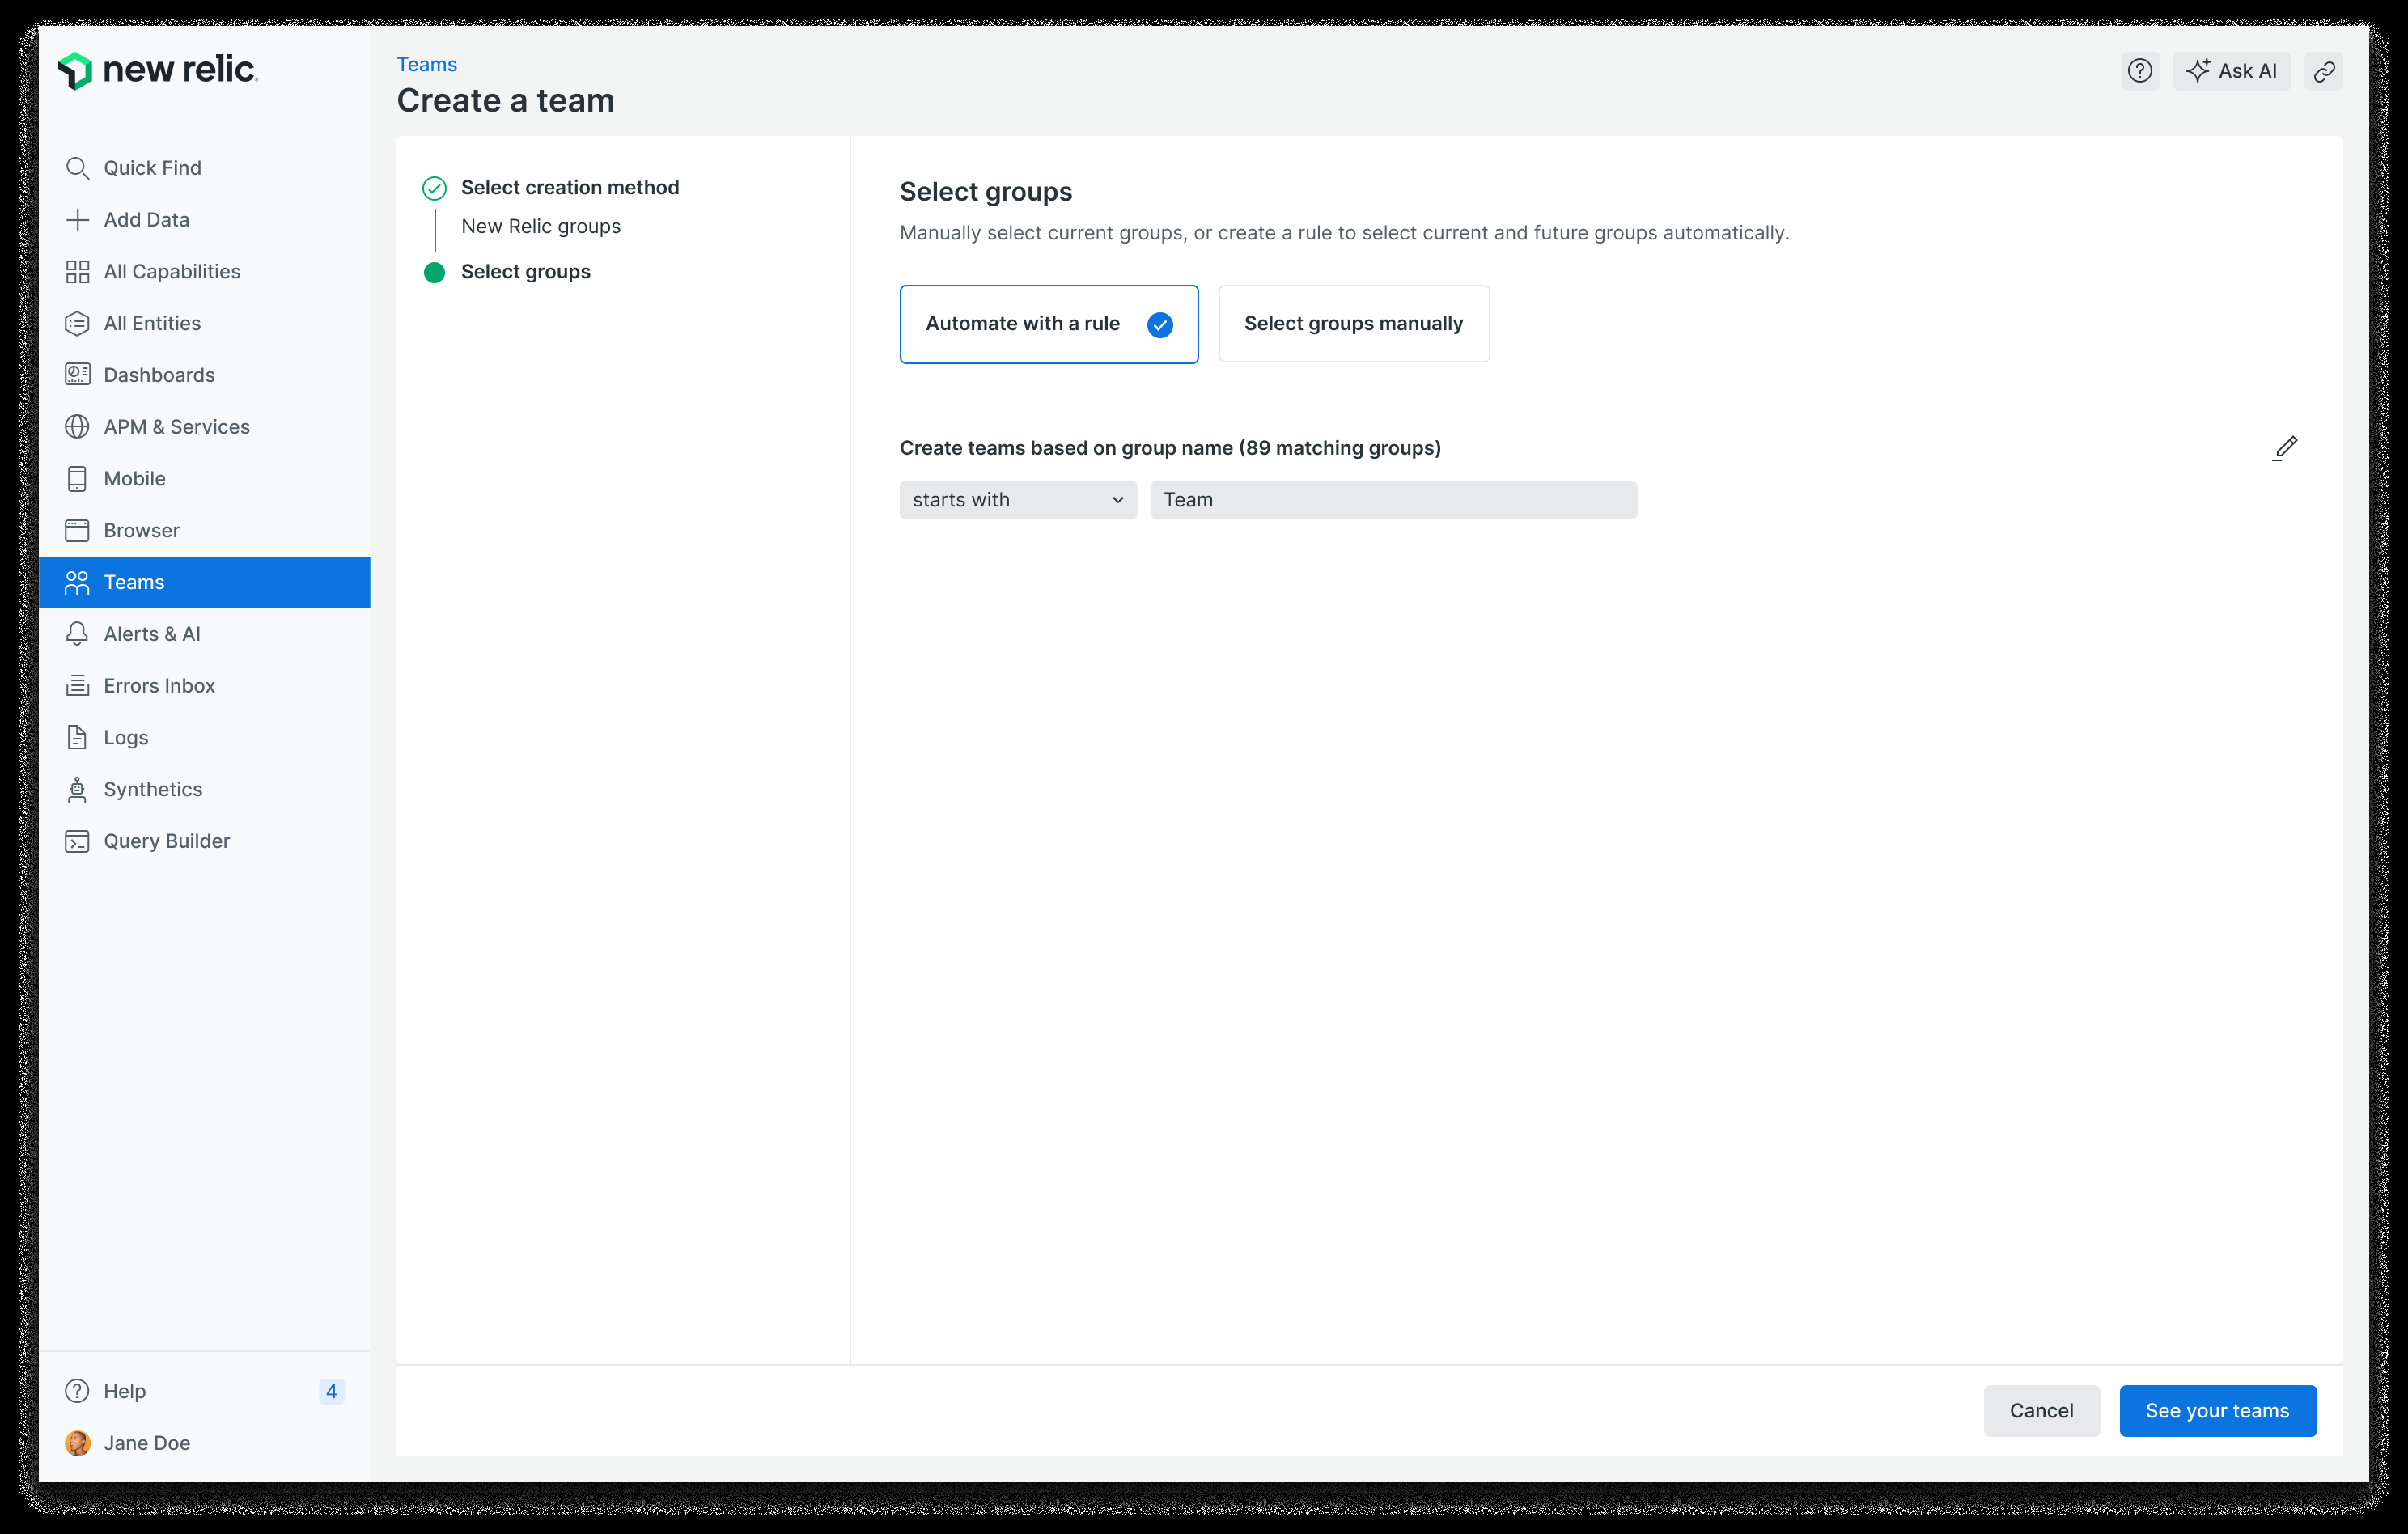 new relic
Quick Find
Add Data
All Capabilities
All Entities
Dashboards
APM & Services
Mobile
Browser
Teams
Alerts & AI
Errors Inbox
Logs
Synthetics
Query Builder
Help 4
Jane Doe
Teams
Create a team
Ask AI
Select creation method
New Relic groups
Select groups
Select groups
Manually select current groups, or create a rule to select current and future groups automatically.
Automate with a rule
Select groups manually
Create teams based on group name (89 matching groups)
starts with Team
Cancel See your teams